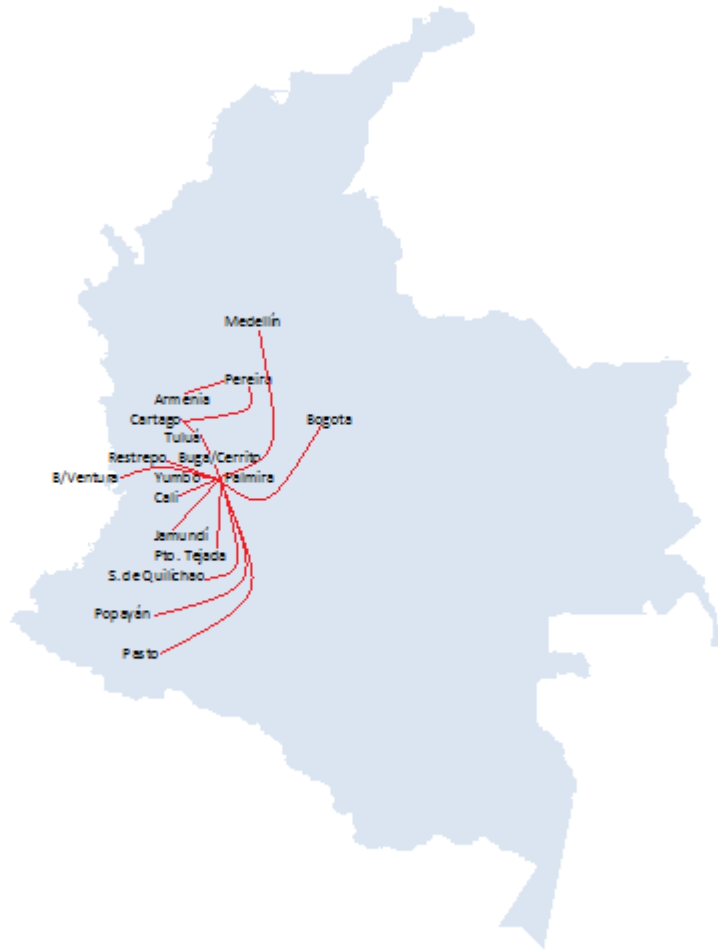 Medellín
Pereira
Armenia
Cartago
Bogota
Tuluá
Restrepo
Buga/Cerrito
B/Ventura
Yumbo
Palmira
Cali
Jamundí
Pto. Tejada
S. de Quilichao
Popayán
Pasto